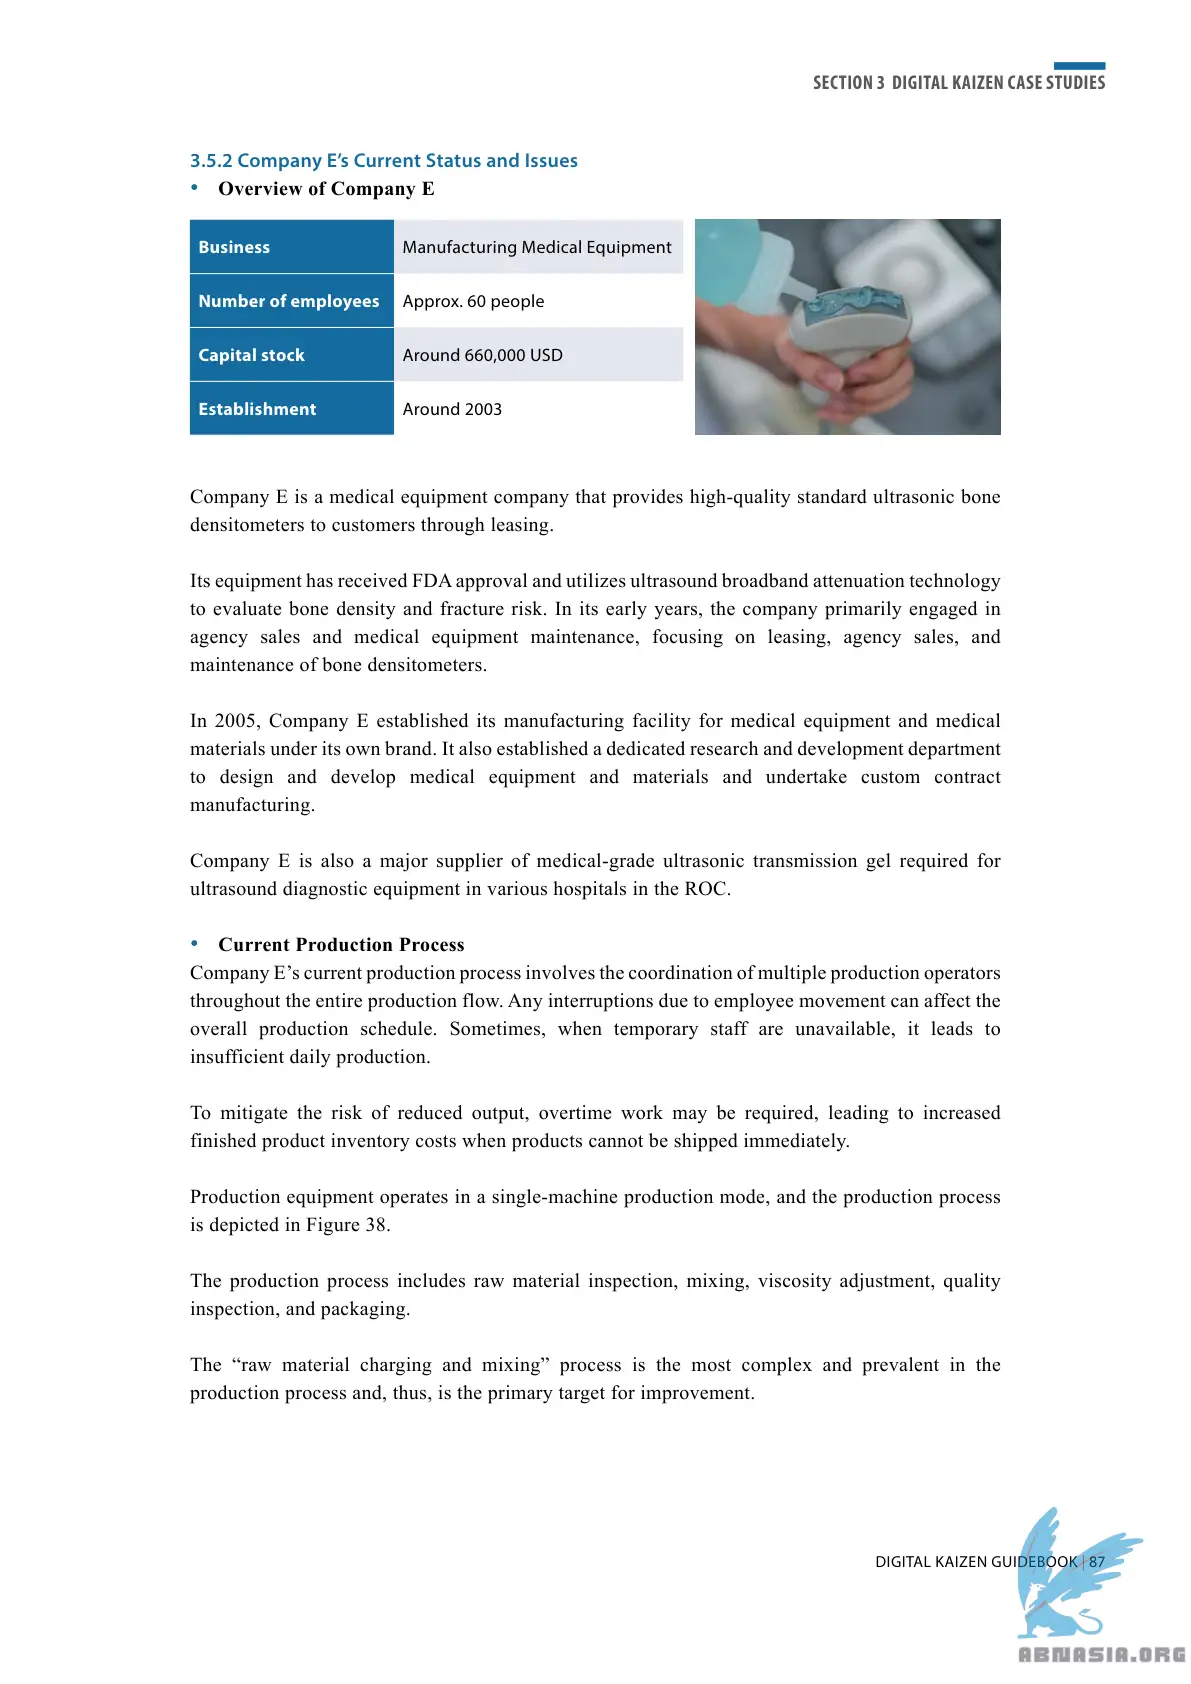 SECTION 3 DIGITAL KAIZEN CASE STUDIES
3.5.2 Company E’s Current Status and Issues
• Overview of Company E
Business Manufacturing Medical Equipment
Number of employees Approx. 60 people
Capital stock Around 660,000 USD
Establishment Around 2003
Company E is a medical equipment company that provides high-quality standard ultrasonic bone
densitometers to customers through leasing.
Its equipment has received FDA approval and utilizes ultrasound broadband attenuation technology
to evaluate bone density and fracture risk. In its early years, the company primarily engaged in
agency sales and medical equipment maintenance, focusing on leasing, agency sales, and
maintenance of bone densitometers.
In 2005, Company E established its manufacturing facility for medical equipment and medical
materials under its own brand. It also established a dedicated research and development department
to design and develop medical equipment and materials and undertake custom contract
manufacturing.
Company E is also a major supplier of medical-grade ultrasonic transmission gel required for
ultrasound diagnostic equipment in various hospitals in the ROC.
• Current Production Process
Company E’s current production process involves the coordination of multiple production operators
throughout the entire production flow. Any interruptions due to employee movement can affect the
overall production schedule. Sometimes, when temporary staff are unavailable, it leads to
insufficient daily production.
To mitigate the risk of reduced output, overtime work may be required, leading to increased
finished product inventory costs when products cannot be shipped immediately.
Production equipment operates in a single-machine production mode, and the production process
is depicted in Figure 38.
The production process includes raw material inspection, mixing, viscosity adjustment, quality
inspection, and packaging.
The “raw material charging and mixing” process is the most complex and prevalent in the
production process and, thus, is the primary target for improvement.
DIGITAL KAIZEN GUIDEBOOK | 87
ABNASIA.ORG